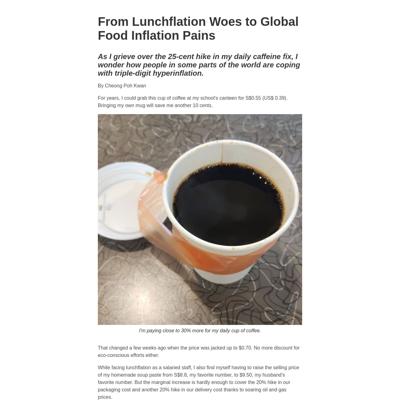 From Lunchflation Woes to Global
Food Inflation Pains
As I grieve over the 25-cent hike in my daily caffeine fix, I
wonder how people in some parts of the world are coping
with triple-digit hyperinflation.
By Cheong Poh Kwan
For years, I could grab this cup of coffee at my school's canteen for S$0.55 (US$ 0.39).
Bringing my own mug will save me another 10 cents.
I'm paying close to 30% more for my daily cup of coffee.
That changed a few weeks ago when the price was jacked up to $0.70. No more discount for
eco-conscious efforts either.
While facing lunchflation as a salaried staff, I also find myself having to raise the selling price
of my homemade soup paste from S$8.8, my favorite number, to $9.50, my husband's
favorite number. But the marginal increase is hardly enough to cover the 20% hike in our
packaging cost and another 20% hike in our delivery cost thanks to soaring oil and gas
prices.